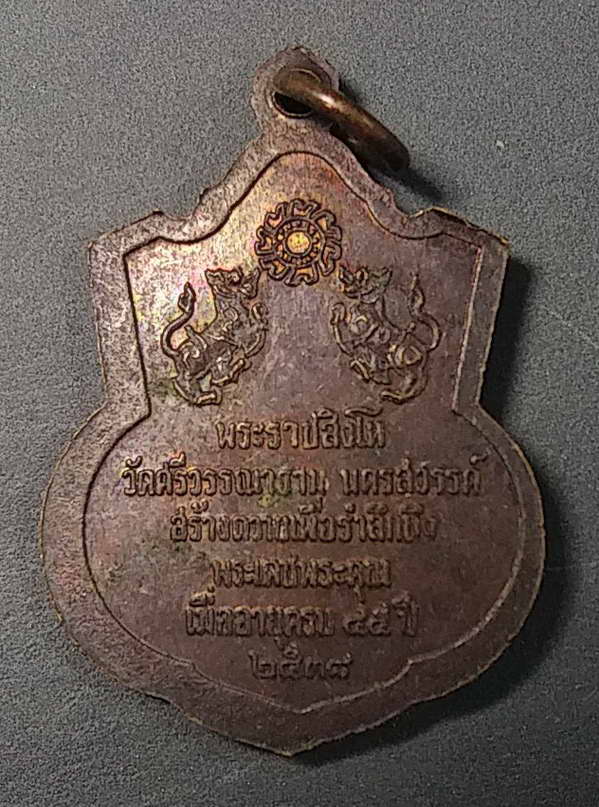 พระราชสิงโห
วัดศรีวรรณาราม นครสวรรค์
สร้างถวายเพื่อรำลึกถึง
พระเดชพระคุณ
เมื่ออายุครบ ๔๕ ปี
๒๕๓๘